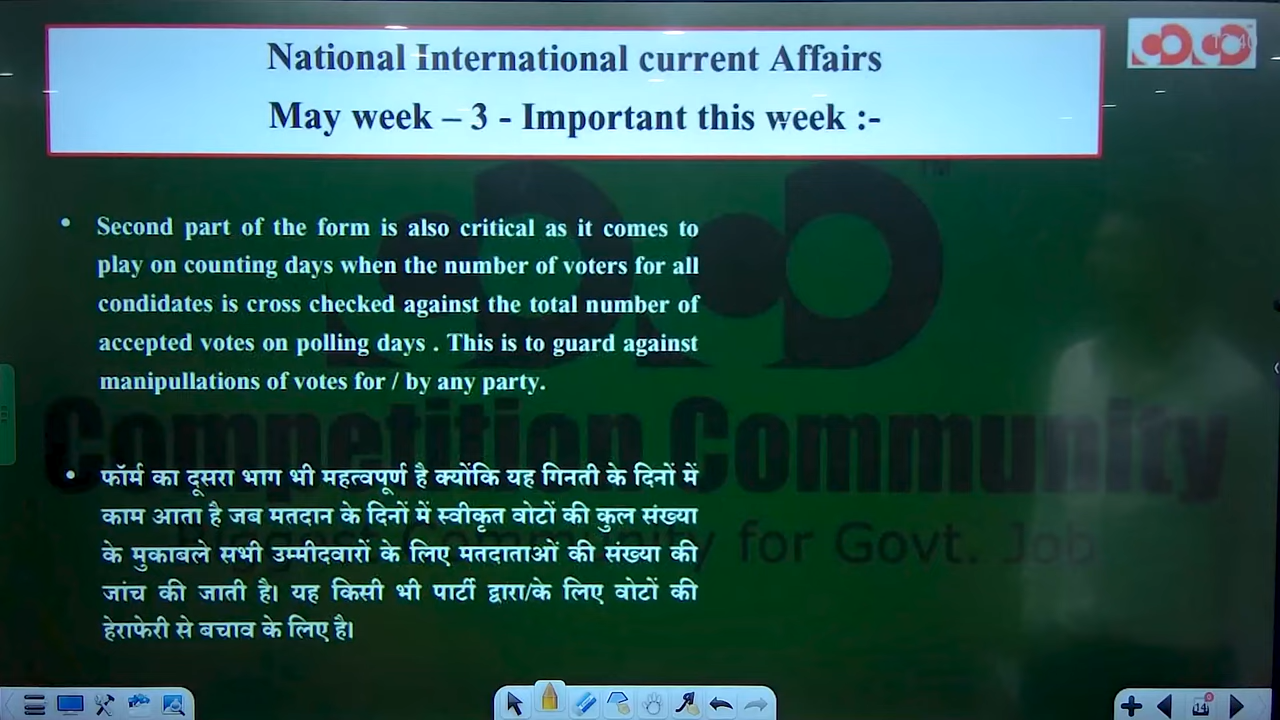 National International current Affairs
May week – 3 - Important this week :-
• Second part of the form is also critical as it comes to
play on counting days when the number of voters for all
condidates is cross checked against the total number of
accepted votes on polling days . This is to guard against
manipullations of votes for / by any party.
• फॉर्म का दूसरा भाग भी महत्वपूर्ण है क्योंकि यह गिनती के दिनों में
काम आता है जब मतदान के दिनों में स्वीकृत वोटों की कुल संख्या
के मुकाबले सभी उम्मीदवारों के लिए मतदाताओं की संख्या की
जांच की जाती है। यह किसी भी पार्टी द्वारा/के लिए वोटों की
हेराफेरी से बचाव के लिए है।
Competition Community
Biggest Community for Govt. Job
14